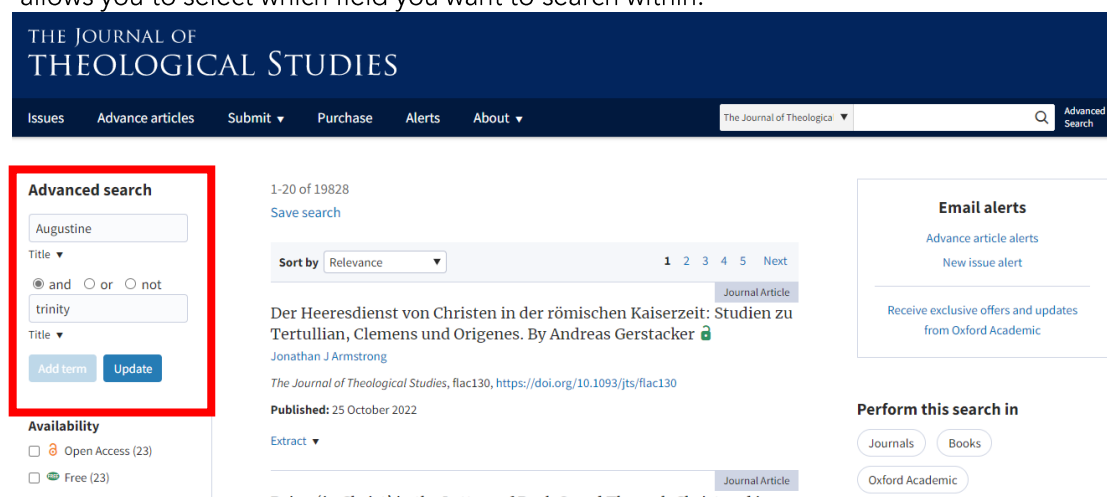 allows you to select which field you want to search within.
THE JOURNAL OF
THEOLOGICAL STUDIES
Issues Advance articles Submit ▼ Purchase Alerts About ▼ The Journal of Theologica ▼ Advanced Search
Advanced search
Augustine
Title ▼
and or not
trinity
Title ▼
Add term Update
Availability
Open Access (23)
Free (23)
1-20 of 19828
Save search
Sort by Relevance ▼ 1 2 3 4 5 Next
Journal Article
Der Heeresdienst von Christen in der römischen Kaiserzeit: Studien zu
Tertullian, Clemens und Origenes. By Andreas Gerstacker
Jonathan J Armstrong
The Journal of Theological Studies, flac130, https://doi.org/10.1093/jts/flac130
Published: 25 October 2022
Extract ▼
Journal Article
Email alerts
Advance article alerts
New issue alert
Receive exclusive offers and updates
from Oxford Academic
Perform this search in
Journals Books
Oxford Academic